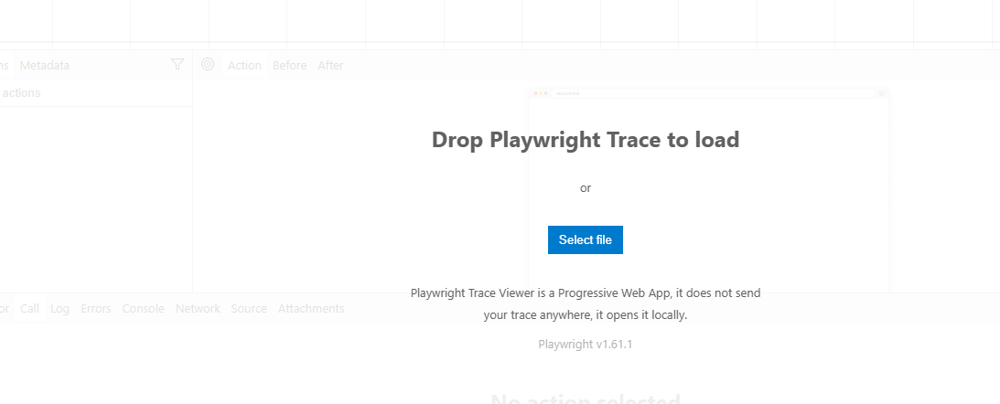 ns Metadata
Action Before After
actions
Drop Playwright Trace to load
or
Select file
Playwright Trace Viewer is a Progressive Web App, it does not send
your trace anywhere, it opens it locally.
or Call Log Errors Console Network Source Attachments
Playwright v1.61.1
No action selected